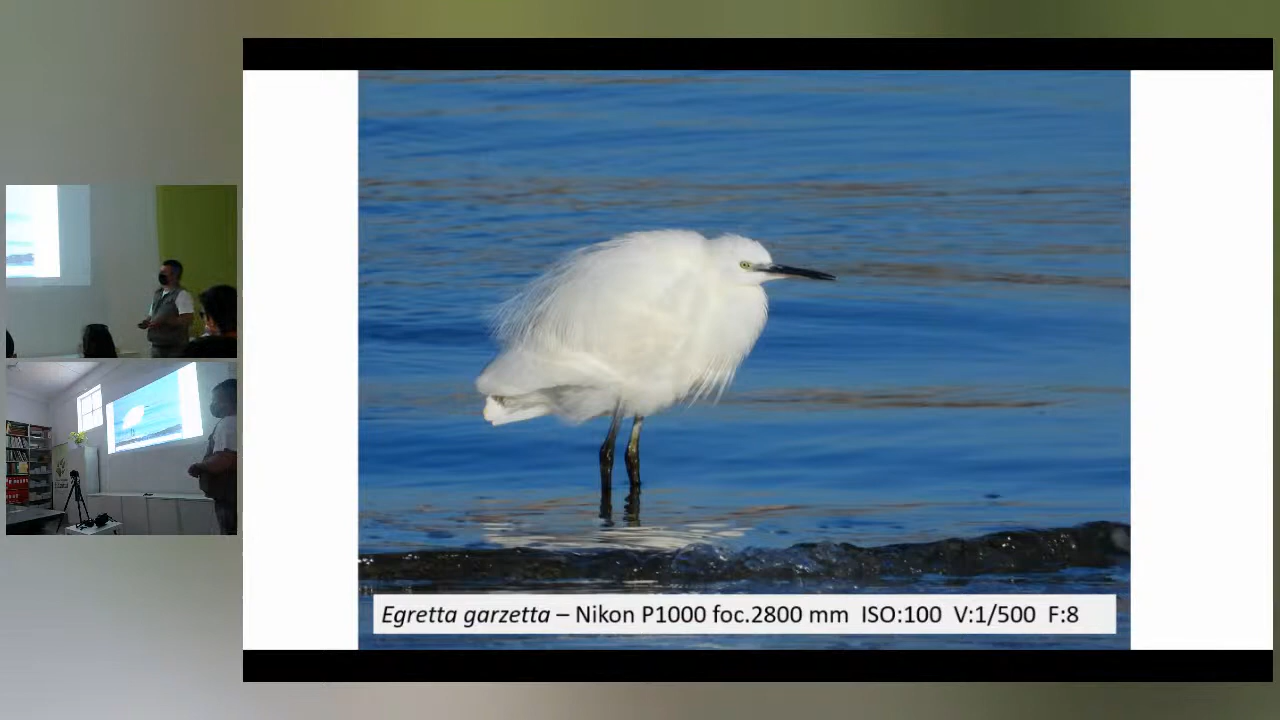 Egretta garzetta – Nikon P1000 foc.2800 mm  ISO:100  V:1/500  F:8